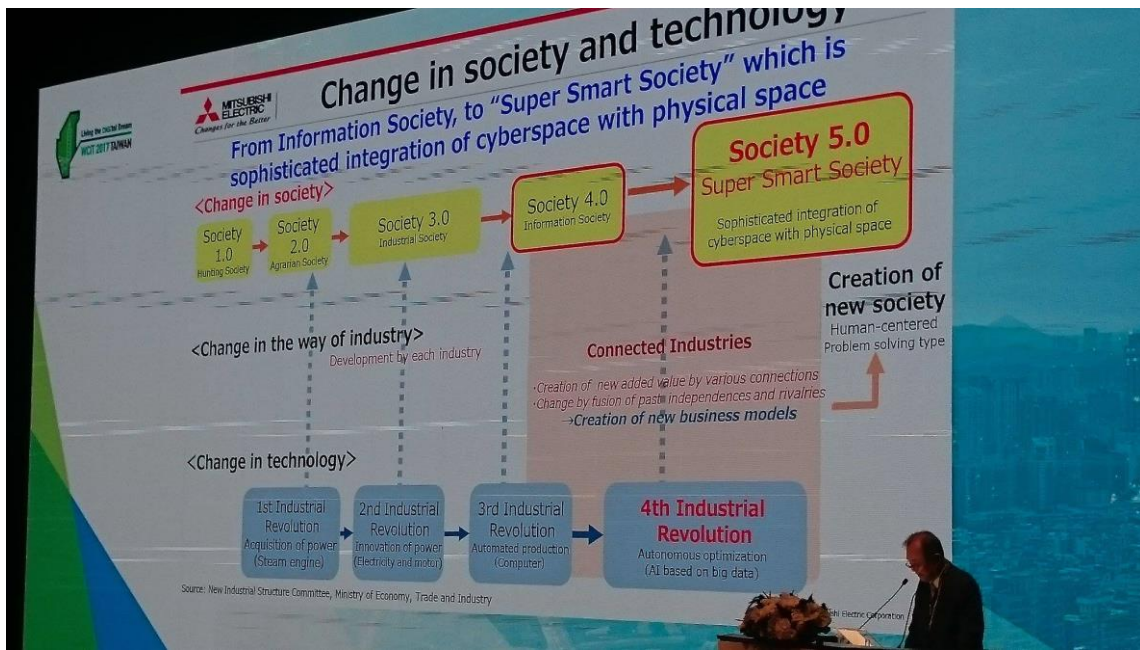 Change in society and technology
MITSUBISHI
ELECTRIC
Changes for the Better
Living the Digital Dream
WCIT 2017 TAIWAN
From Information Society, to “Super Smart Society” which is
sophisticated integration of cyberspace with physical space
<Change in society>
Society
1.0
Hunting Society
Society
2.0
Agrarian Society
Society 3.0
Industrial Society
Society 4.0
Information Society
Society 5.0
Super Smart Society
Sophisticated integration of
cyberspace with physical space
Creation of
new society
Human-centered
Problem solving type
<Change in the way of industry>
Development by each industry
Connected Industries
・Creation of new added value by various connections
・Change by fusion of past independences and rivalries
→Creation of new business models
<Change in technology>
1st Industrial
Revolution
Acquisition of power
(Steam engine)
2nd Industrial
Revolution
Innovation of power
(Electricity and motor)
3rd Industrial
Revolution
Automated production
(Computer)
4th Industrial
Revolution
Autonomous optimization
(AI based on big data)
Source: New Industrial Structure Committee, Ministry of Economy, Trade and Industry
Electric Corporation